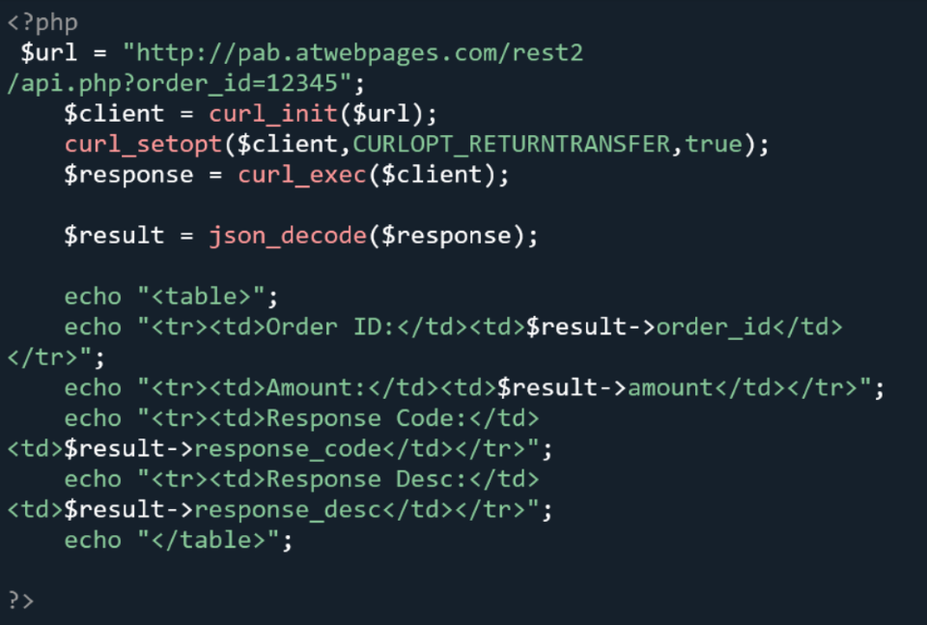 <?php
 $url = "http://pab.atwebpages.com/rest2
/api.php?order_id=12345";
    $client = curl_init($url);
    curl_setopt($client,CURLOPT_RETURNTRANSFER,true);
    $response = curl_exec($client);

    $result = json_decode($response);

    echo "<table>";
    echo "<tr><td>Order ID:</td><td>$result->order_id</td>
</tr>";
    echo "<tr><td>Amount:</td><td>$result->amount</td></tr>";
    echo "<tr><td>Response Code:</td>
<td>$result->response_code</td></tr>";
    echo "<tr><td>Response Desc:</td>
<td>$result->response_desc</td></tr>";
    echo "</table>";

?>